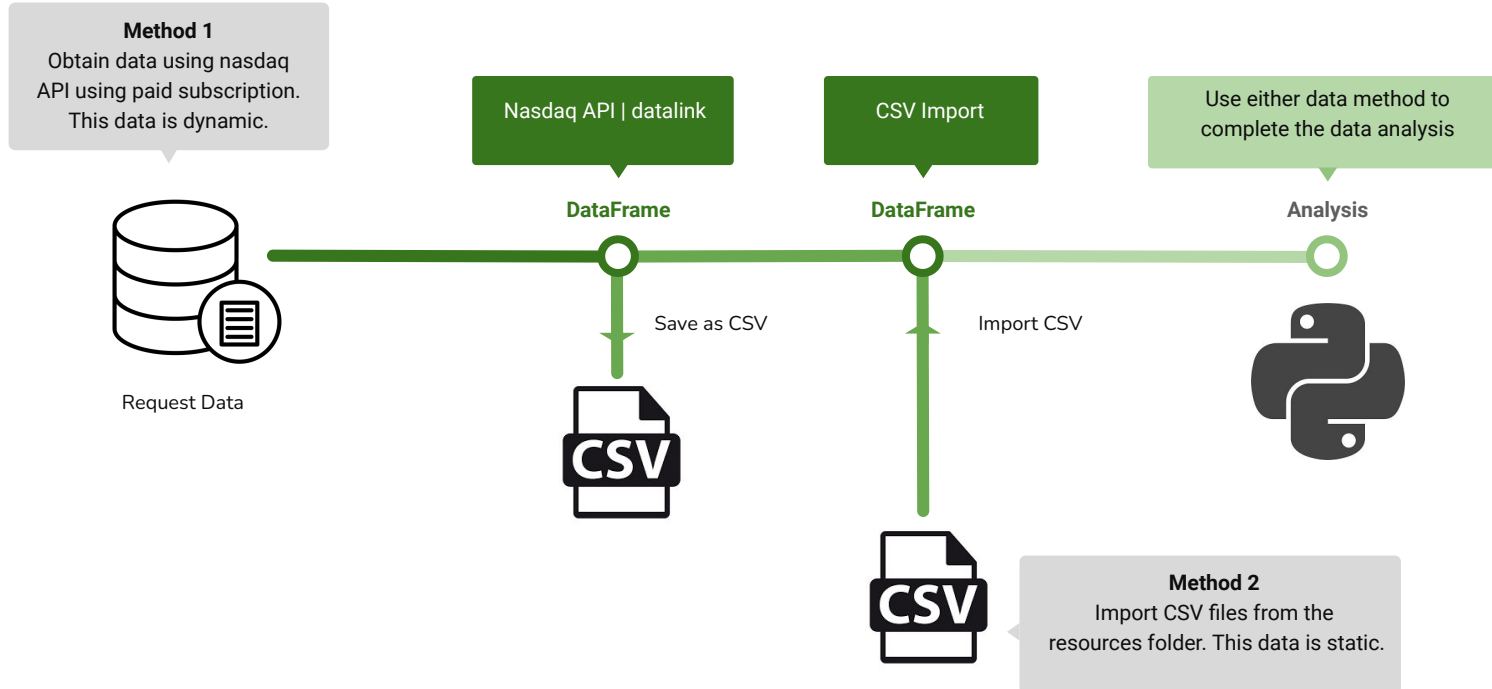 Method 1
Obtain data using nasdaq
API using paid subscription.
This data is dynamic.
Nasdaq API | datalink
CSV Import
Use either data method to
complete the data analysis
DataFrame
DataFrame
Analysis
Save as CSV
Import CSV
Request Data
CSV
CSV
Method 2
Import CSV files from the
resources folder. This data is static.